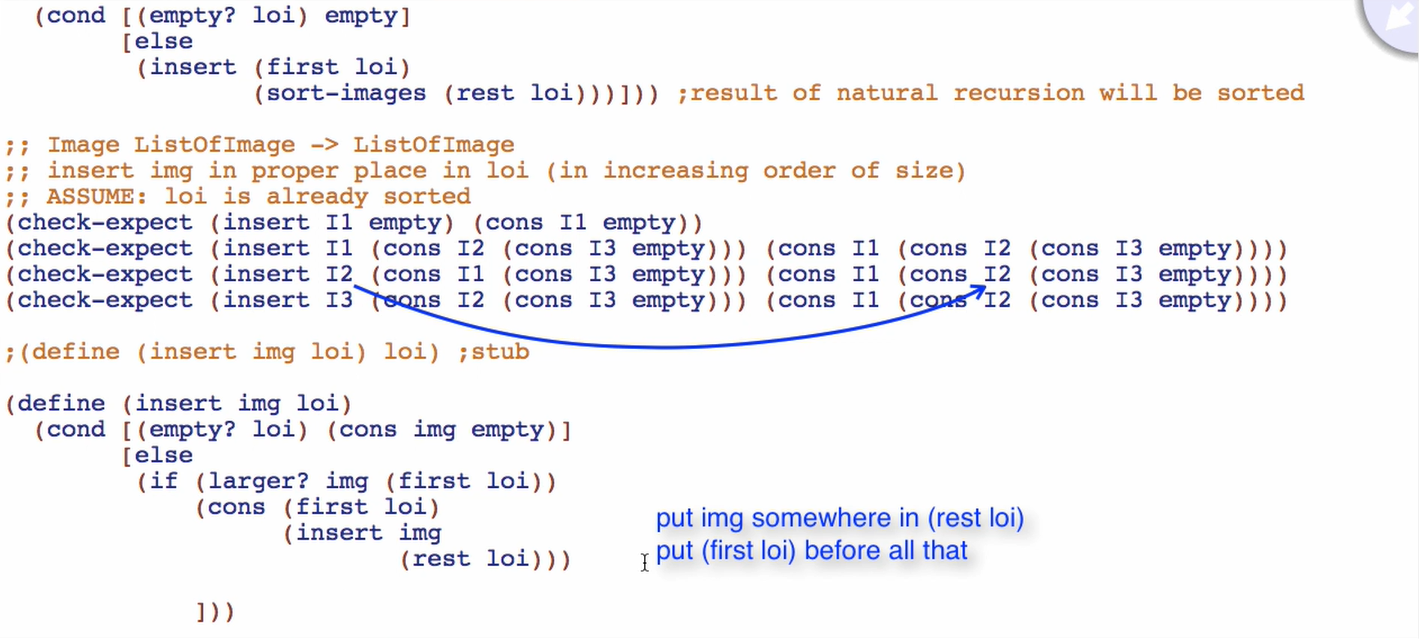 (cond [(empty? loi) empty]
[else
(insert (first loi)
(sort-images (rest loi)))])) ;result of natural recursion will be sorted
;; Image ListOfImage -> ListOfImage
;; insert img in proper place in loi (in increasing order of size)
;; ASSUME: loi is already sorted
(check-expect (insert I1 empty) (cons I1 empty))
(check-expect (insert I1 (cons I2 (cons I3 empty))) (cons I1 (cons I2 (cons I3 empty))))
(check-expect (insert I2 (cons I1 (cons I3 empty))) (cons I1 (cons I2 (cons I3 empty))))
(check-expect (insert I3 (cons I2 (cons I3 empty))) (cons I1 (cons I2 (cons I3 empty))))
;(define (insert img loi) loi) ;stub
(define (insert img loi)
(cond [(empty? loi) (cons img empty)]
[else
(if (larger? img (first loi))
(cons (first loi)
(insert img
(rest loi)))
put img somewhere in (rest loi)
put (first loi) before all that
]))